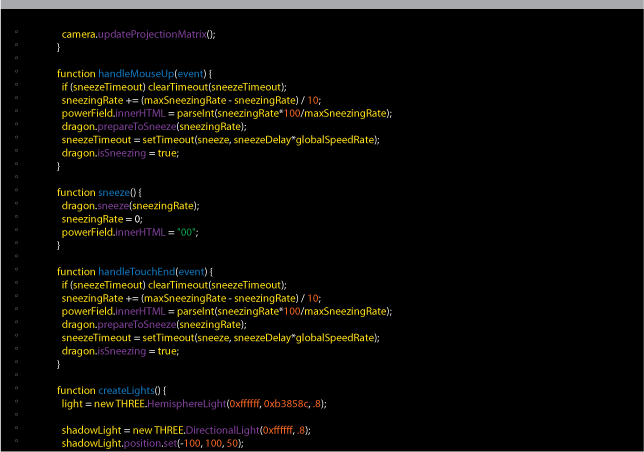 camera.updateProjectionMatrix();
}
function handleMouseUp(event) {
if (sneezeTimeout) clearTimeout(sneezeTimeout);
sneezingRate += (maxSneezingRate - sneezingRate) / 10;
powerField.innerHTML = parseInt(sneezingRate*100/maxSneezingRate);
dragon.prepareToSneeze(sneezingRate);
sneezeTimeout = setTimeout(sneeze, sneezeDelay*globalSpeedRate);
dragon.isSneezing = true;
}
function sneeze() {
dragon.sneeze(sneezingRate);
sneezingRate = 0;
powerField.innerHTML = "00";
}
function handleTouchEnd(event) {
if (sneezeTimeout) clearTimeout(sneezeTimeout);
sneezingRate += (maxSneezingRate - sneezingRate) / 10;
powerField.innerHTML = parseInt(sneezingRate*100/maxSneezingRate);
dragon.prepareToSneeze(sneezingRate);
sneezeTimeout = setTimeout(sneeze, sneezeDelay*globalSpeedRate);
dragon.isSneezing = true;
}
function createLights() {
light = new THREE.HemisphereLight(0xffffff, 0xb3858c, .8);
shadowLight = new THREE.DirectionalLight(0xffffff, .8);
shadowLight.position.set(-100, 100, 50);